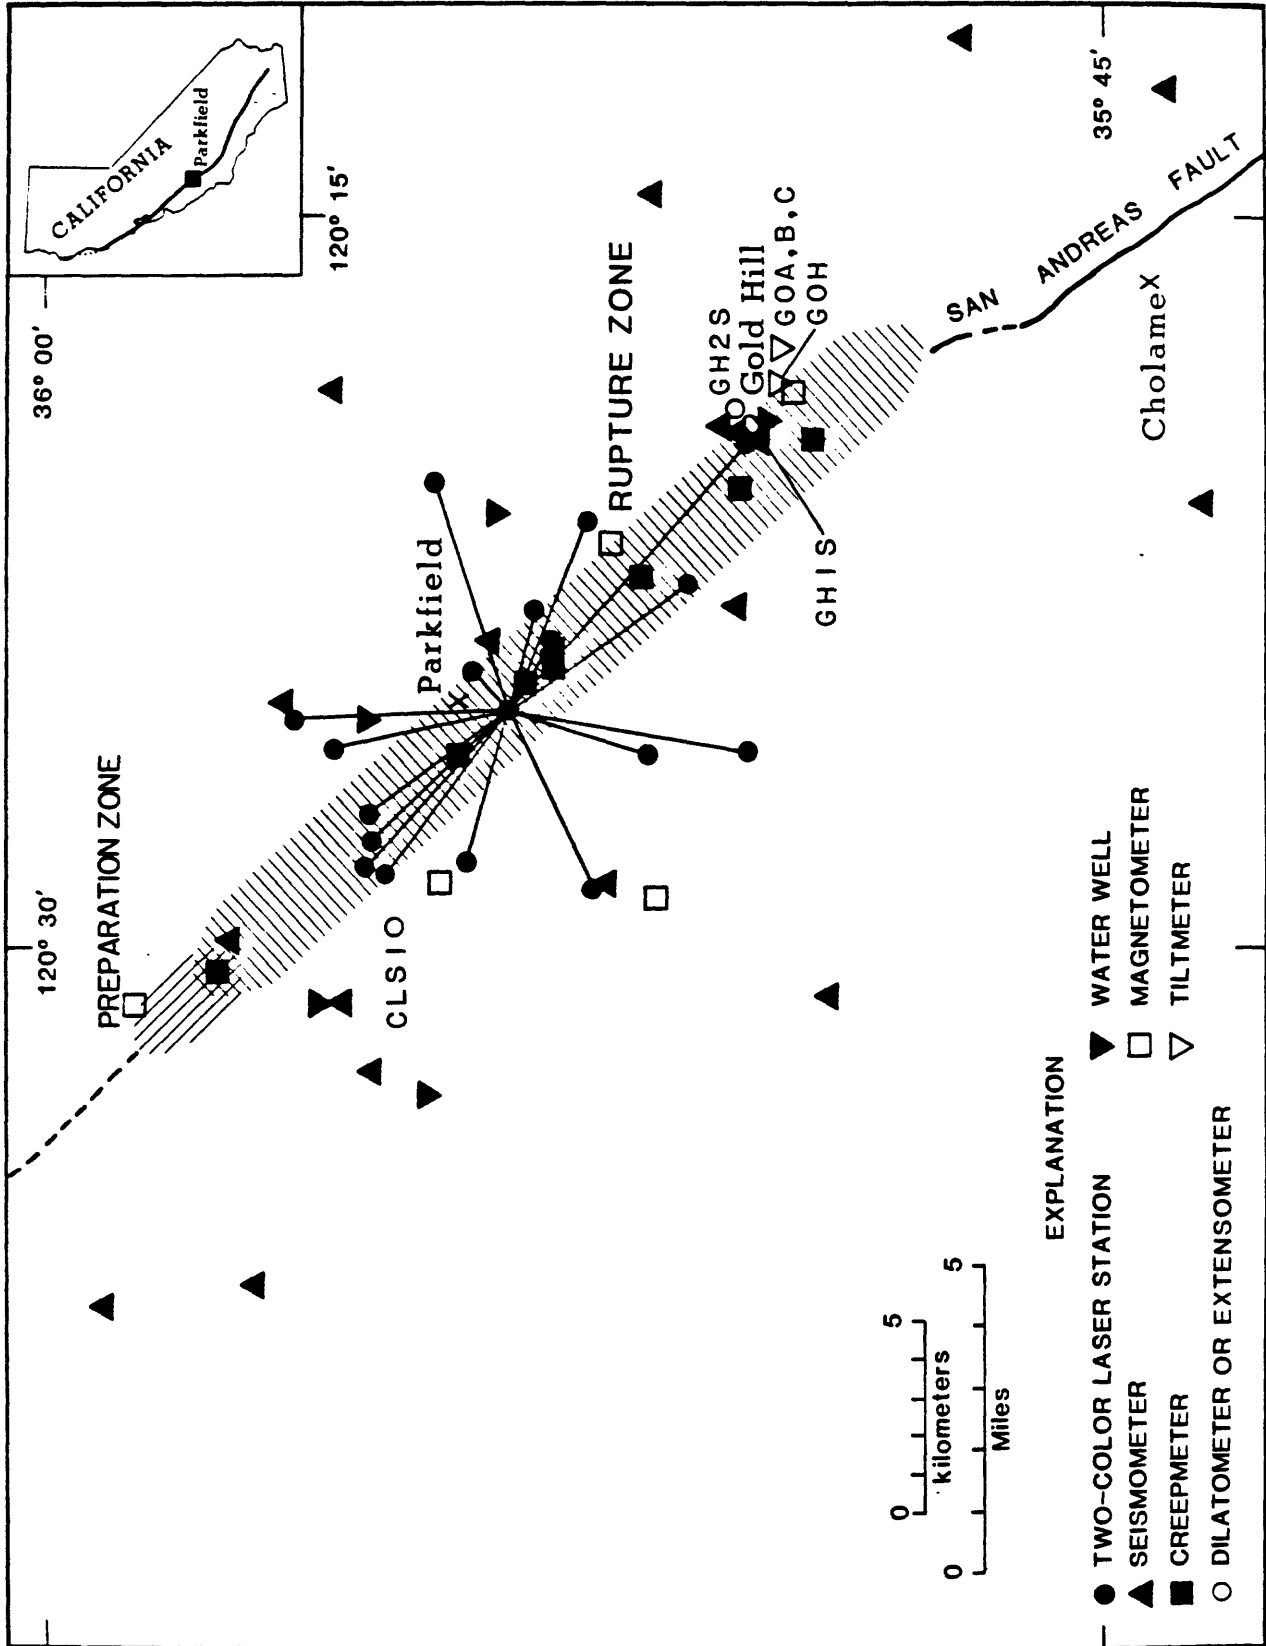 36° 00'
CALIFORNIA
Parkfield
120° 15'
120° 30'
PREPARATION ZONE
Parkfield
RUPTURE ZONE
CLSIO
GH2S
Gold Hill
GOA,B,C
GOH
GHIS
SAN ANDREAS FAULT
Cholame X
35° 45'
0 5
kilometers
0 5
Miles
EXPLANATION
TWO-COLOR LASER STATION
SEISMOMETER
CREEPMETER
DILATOMETER OR EXTENSOMETER
WATER WELL
MAGNETOMETER
TILTMETER